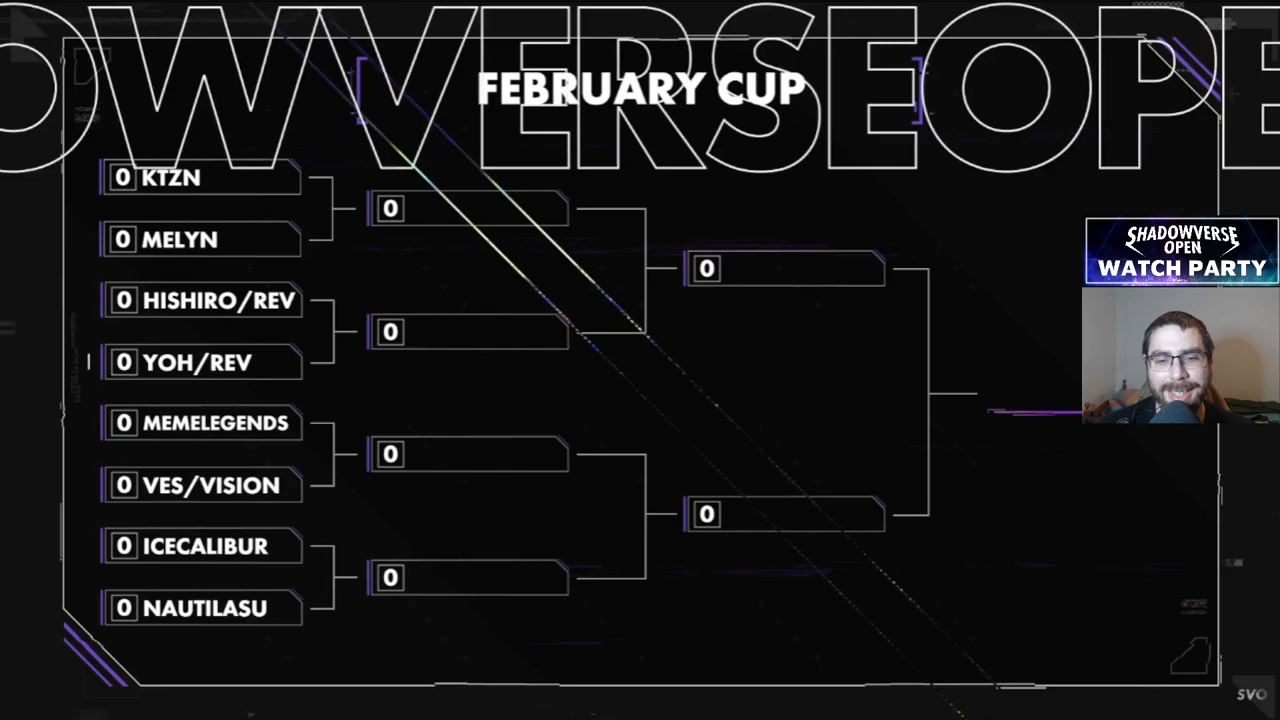 OWVERSEOPE
FEBRUARY CUP
0 KTZN
0 MELYN
0 HISHIRO/REV
0 YOH/REV
0 MEMELEGENDS
0 VES/VISION
0 ICECALIBUR
0 NAUTILASU
0
0
0
0
0
0
SHADOWVERSE
OPEN
WATCH PARTY
SVO